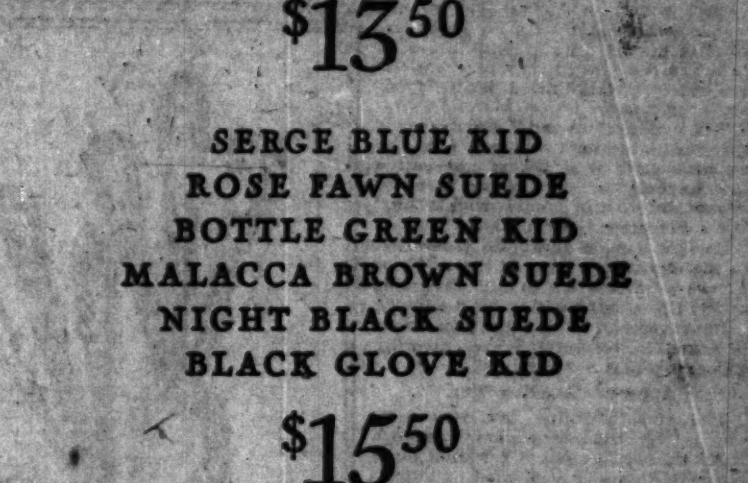 $13 50
SERGE BLUE KID
ROSE FAWN SUEDE
BOTTLE GREEN KID
MALACCA BROWN SUEDE
NIGHT BLACK SUEDE
BLACK GLOVE KID
$15 50